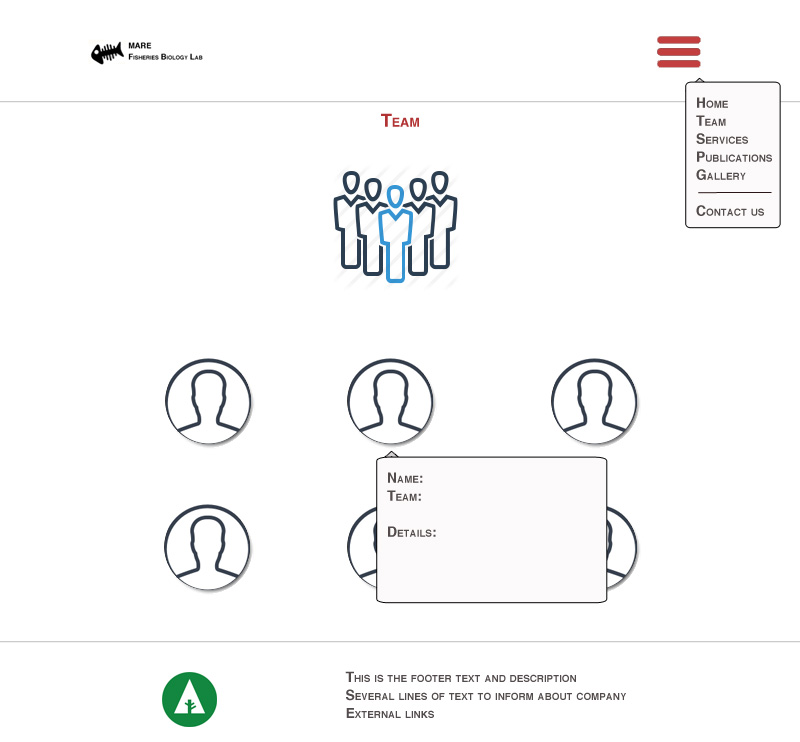 MARE
Fisheries Biology Lab
Home
Team
Services
Publications
Gallery
Contact us
Team
Name:
Team:
Details:
This is the footer text and description
Several lines of text to inform about company
External links